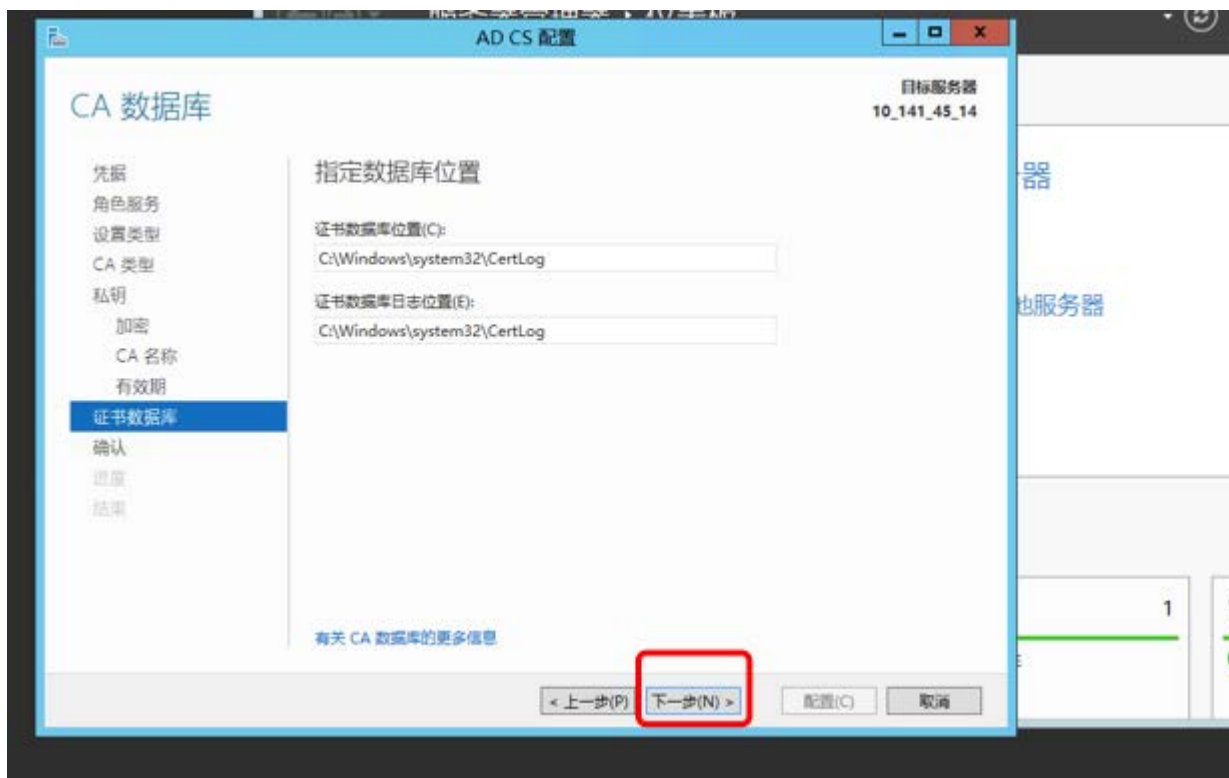 AD CS 配置
CA 数据库
目标服务器
10_141_45_14
凭据
角色服务
设置类型
CA 类型
私钥
加密
CA 名称
有效期
证书数据库
确认
进度
结果
指定数据库位置
证书数据库位置(C):
C:\Windows\system32\CertLog
证书数据库日志位置(E):
C:\Windows\system32\CertLog
有关 CA 数据库的更多信息
< 上一步(P)
下一步(N) >
配置(C)
取消
器
他服务器
1